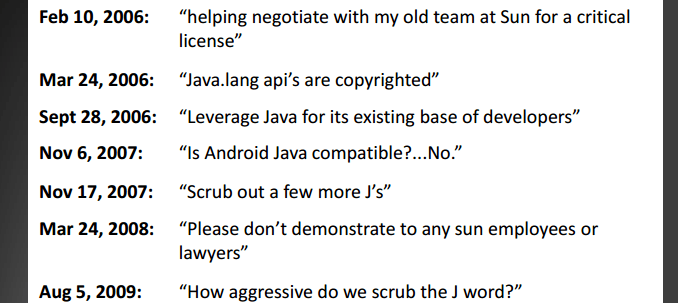 Feb 10, 2006: “helping negotiate with my old team at Sun for a critical
license”
Mar 24, 2006: “Java.lang api’s are copyrighted”
Sept 28, 2006: “Leverage Java for its existing base of developers”
Nov 6, 2007: “Is Android Java compatible?...No.”
Nov 17, 2007: “Scrub out a few more J’s”
Mar 24, 2008: “Please don’t demonstrate to any sun employees or
lawyers”
Aug 5, 2009: “How aggressive do we scrub the J word?”